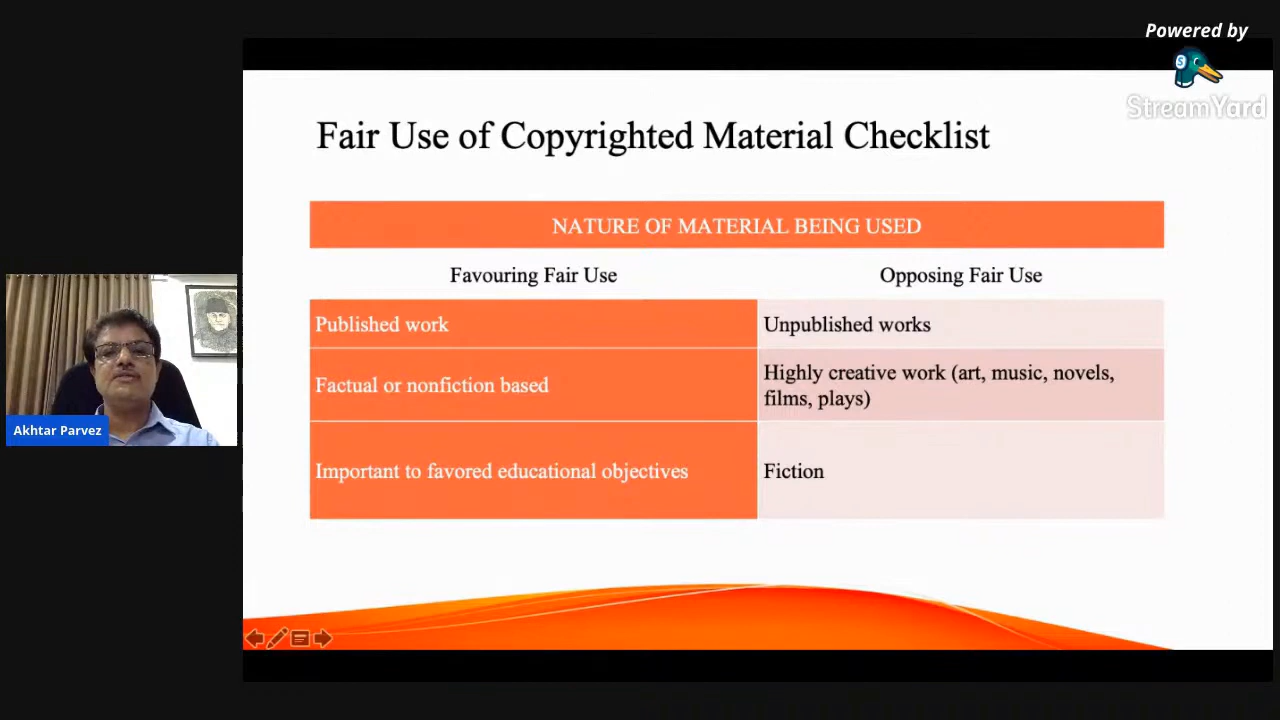 Powered by
StreamYard
Fair Use of Copyrighted Material Checklist
NATURE OF MATERIAL BEING USED
Favouring Fair Use
Opposing Fair Use
Published work
Unpublished works
Factual or nonfiction based
Highly creative work (art, music, novels,
films, plays)
Important to favored educational objectives
Fiction
Akhtar Parvez